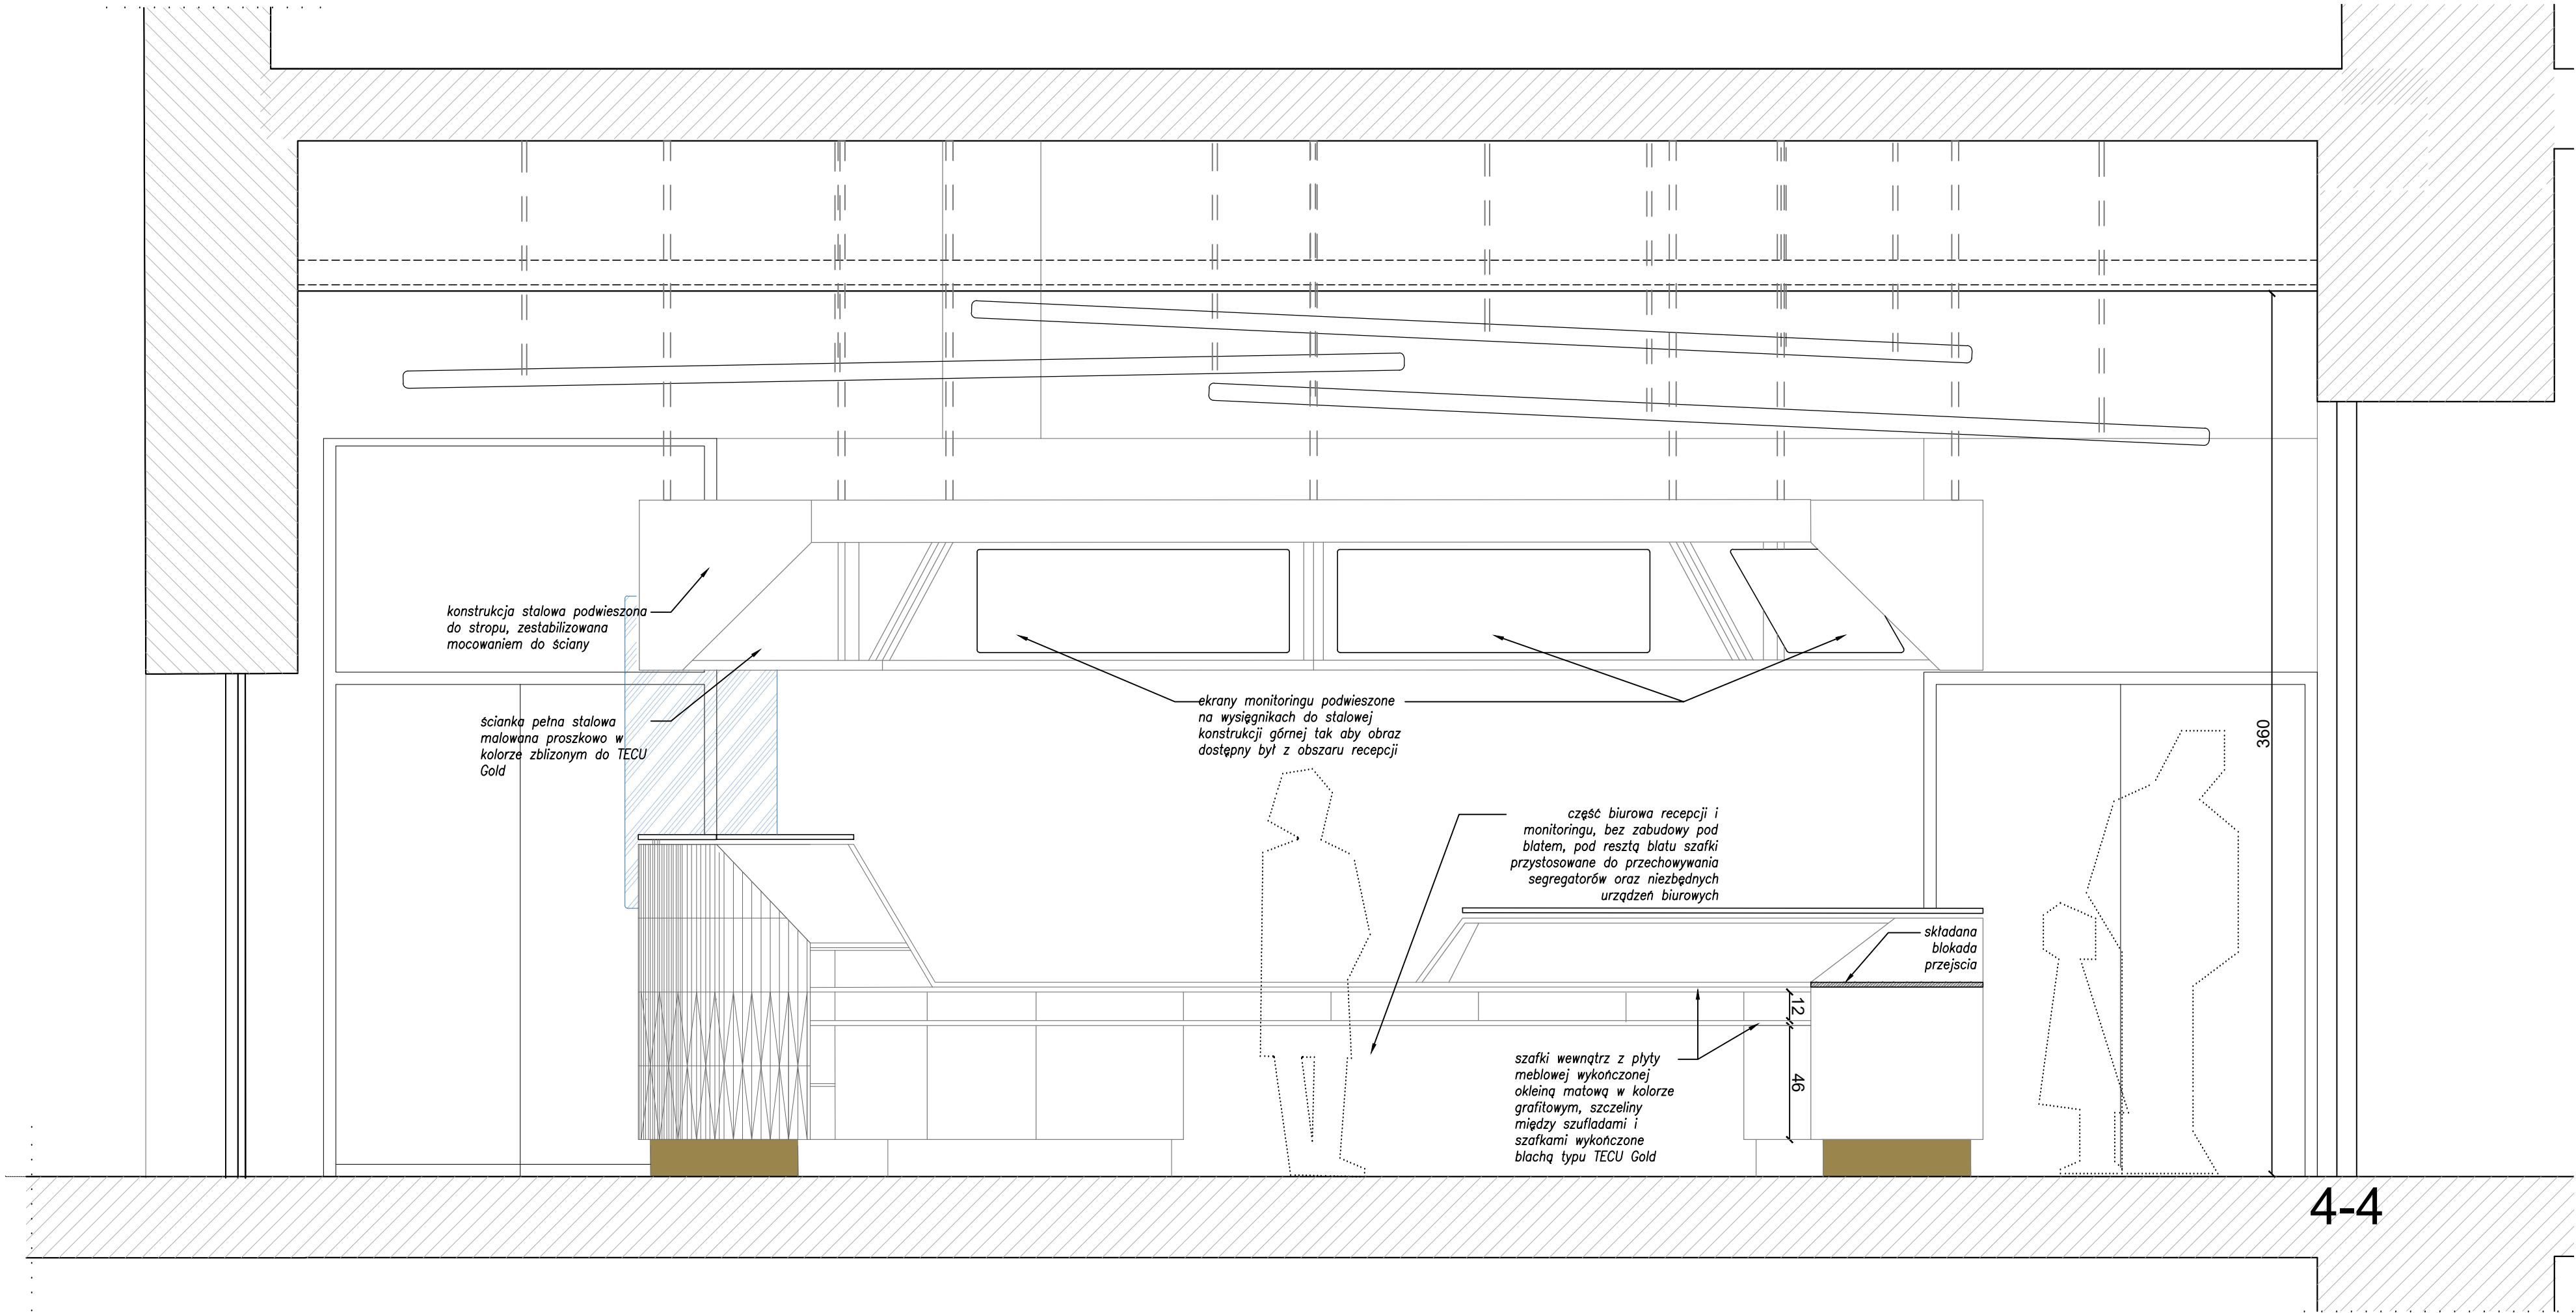 konstrukcja stalowa podwieszona
do stropu, zestabilizowana
mocowaniem do ściany
ścianka pełna stalowa
malowana proszkowo w
kolorze zblizonym do TECU
Gold
ekrany monitoringu podwieszone
na wysięgnikach do stalowej
konstrukcji górnej tak aby obraz
dostępny był z obszaru recepcji
część biurowa recepcji i
monitoringu, bez zabudowy pod
blatem, pod resztą blatu szafki
przystosowane do przechowywania
segregatorów oraz niezbędnych
urządzeń biurowych
składana
blokada
przejscia
12
46
szafki wewnątrz z płyty
meblowej wykończonej
okleiną matową w kolorze
grafitowym, szczeliny
między szufladami i
szafkami wykończone
blachą typu TECU Gold
360
4-4